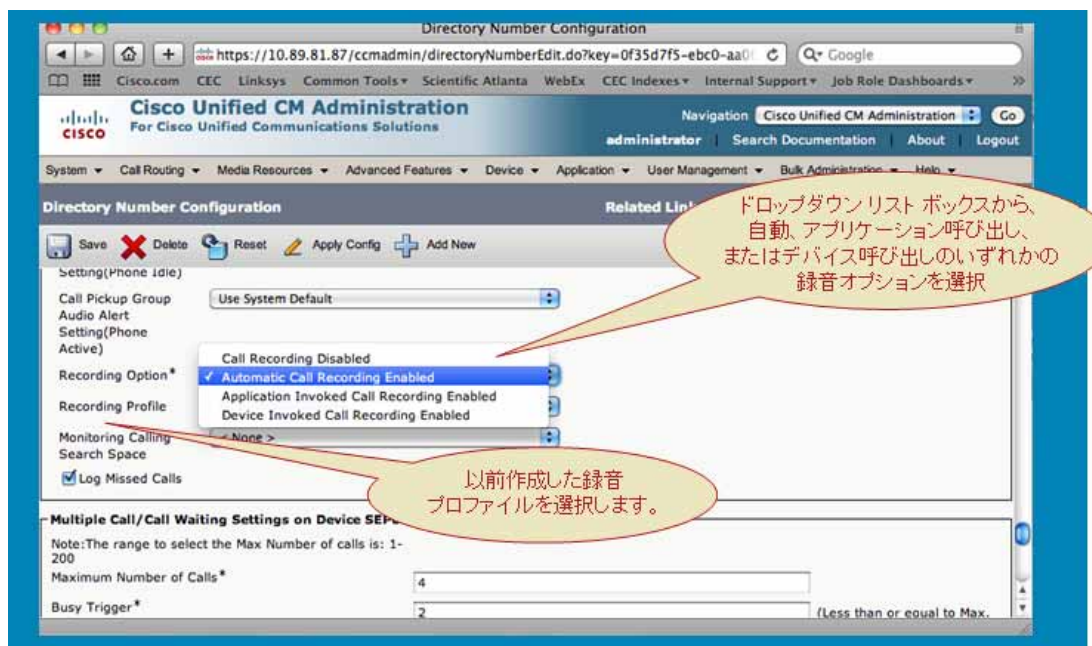 Directory Number Configuration
https://10.89.81.87/ccmadmin/directoryNumberEdit.do?key=0f35d7f5-ebc0-aa0
Google
Cisco.com CEC Linksys Common Tools Scientific Atlanta WebEx CEC Indexes Internal Support Job Role Dashboards
CISCO
Cisco Unified CM Administration
For Cisco Unified Communications Solutions
Navigation Cisco Unified CM Administration Go
administrator | Search Documentation | About | Logout
System Call Routing Media Resources Advanced Features Device Application User Management Bulk Administration Help
Directory Number Configuration
Related
Save Delete Reset Apply Config Add New
ドロップダウン リスト ボックスから、
自動、アプリケーション呼び出し、
またはデバイス呼び出しのいずれかの
録音オプションを選択
Setting(Phone Idle)
Call Pickup Group
Audio Alert
Setting(Phone
Active)
Use System Default
Recording Option*
Call Recording Disabled
✓ Automatic Call Recording Enabled
Application Invoked Call Recording Enabled
Device Invoked Call Recording Enabled
Recording Profile
Monitoring Calling
Search Space
< None >
Log Missed Calls
以前作成した録音
プロファイルを選択します。
Multiple Call/Call Waiting Settings on Device
Note:The range to select the Max Number of calls is: 1-
200
Maximum Number of Calls*
4
Busy Trigger*
2
(Less than or equal to Max.